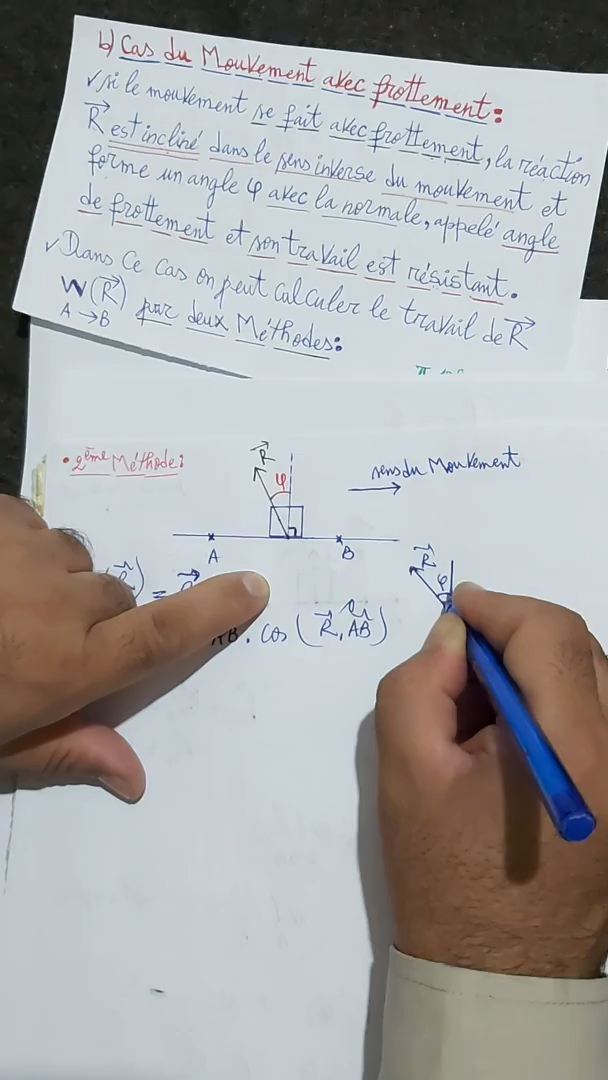 b) Cas du Mouvement avec frottement:
✓ si le mouvement se fait avec frottement, la réaction
R⃗ est incliné dans le sens inverse du mouvement et
forme un angle φ avec la normale, appelé angle
de frottement et son travail est résistant.
✓ Dans ce cas on peut calculer le travail de R⃗
W(R⃗) par deux Méthodes:
A → B
• 2ème Méthode:
R⃗
φ
sens du Mouvement
A
B
R⃗
φ
) =
AB . cos (R⃗, AB)